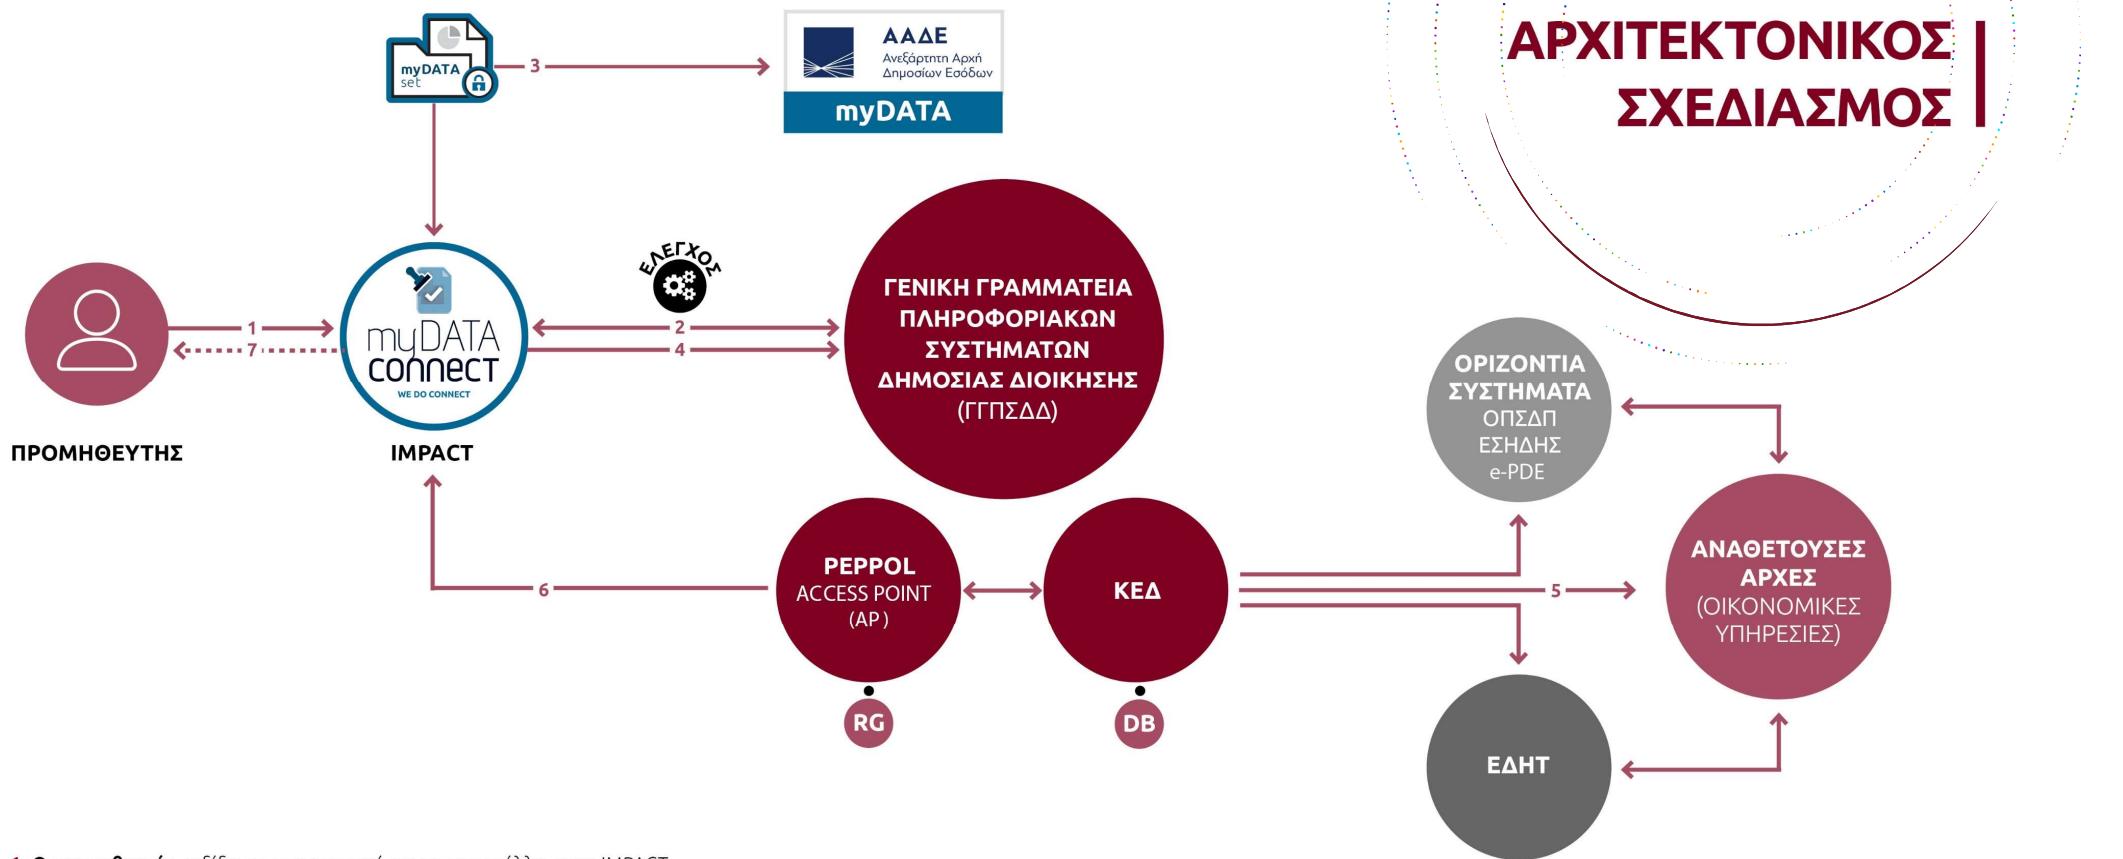 ΑΡΧΙΤΕΚΤΟΝΙΚΟΣ
ΣΧΕΔΙΑΣΜΟΣ
myDATA
set
3
ΑΑΔΕ
Ανεξάρτητη Αρχή
Δημοσίων Εσόδων
myDATA
ΕΛΕΓΧΟΣ
1
7
myDATA
connect
WE DO CONNECT
2
4
ΓΕΝΙΚΗ ΓΡΑΜΜΑΤΕΙΑ
ΠΛΗΡΟΦΟΡΙΑΚΩΝ
ΣΥΣΤΗΜΑΤΩΝ
ΔΗΜΟΣΙΑΣ ΔΙΟΙΚΗΣΗΣ
(ΓΓΠΣΔΔ)
ΠΡΟΜΗΘΕΥΤΗΣ
IMPACT
ΟΡΙΖΟΝΤΙΑ
ΣΥΣΤΗΜΑΤΑ
ΟΠΣΔΠ
ΕΣΗΔΗΣ
e-PDE
6
PEPPOL
ACCESS POINT
(AP )
ΚΕΔ
5
ΑΝΑΘΕΤΟΥΣΕΣ
ΑΡΧΕΣ
(ΟΙΚΟΝΟΜΙΚΕΣ
ΥΠΗΡΕΣΙΕΣ)
RG
DB
ΕΔΗΤ